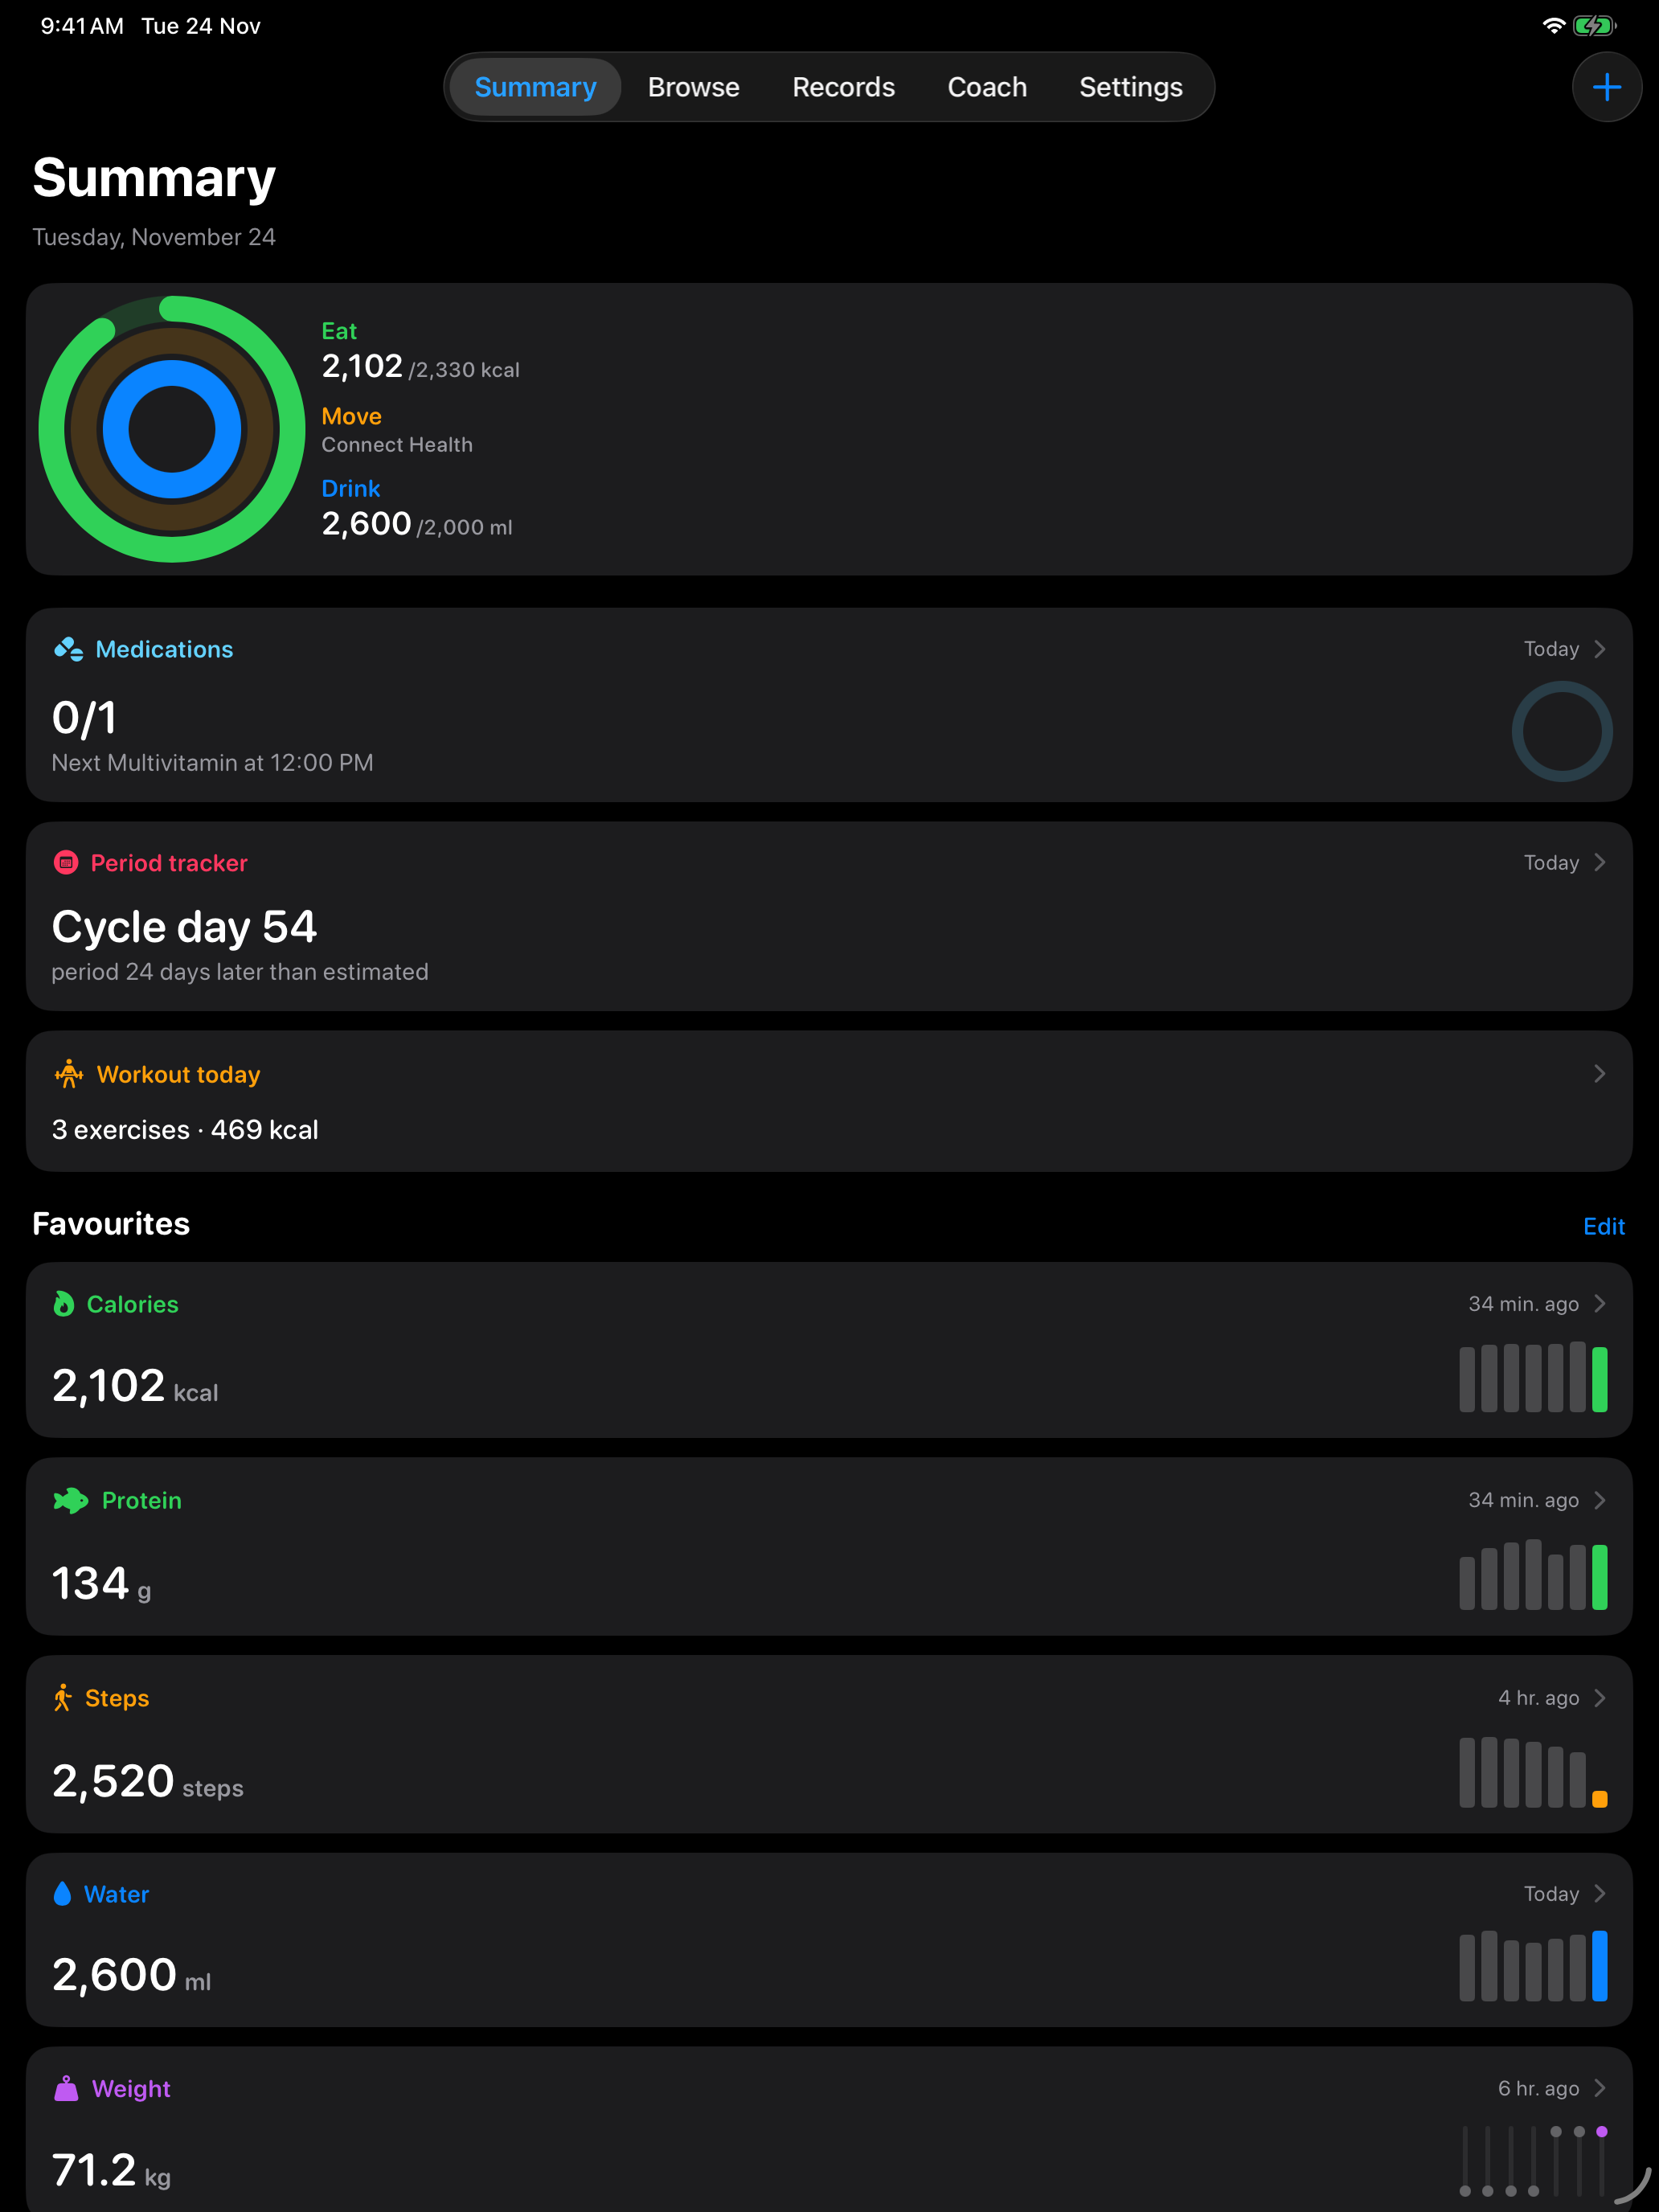 9:41 AM Tue 24 Nov
Summary Browse Records Coach Settings
Summary
Tuesday, November 24
Eat
2,102 /2,330 kcal
Move
Connect Health
Drink
2,600 /2,000 ml
Medications Today
0/1
Next Multivitamin at 12:00 PM
Period tracker Today
Cycle day 54
period 24 days later than estimated
Workout today
3 exercises · 469 kcal
Favourites Edit
Calories 34 min. ago
2,102 kcal
Protein 34 min. ago
134 g
Steps 4 hr. ago
2,520 steps
Water Today
2,600 ml
Weight 6 hr. ago
71.2 kg